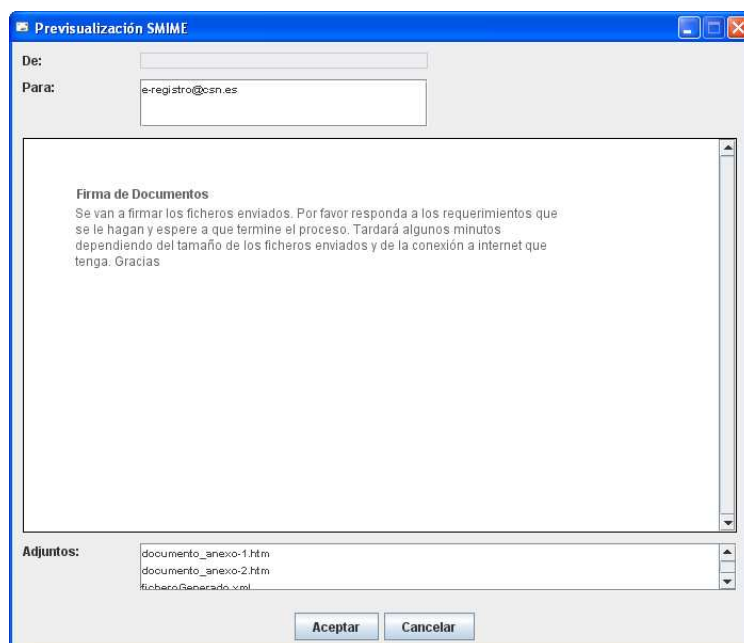 Previsualización SMIME
De:
Para:
e-registro@csn.es
Firma de Documentos
Se van a firmar los ficheros enviados. Por favor responda a los requerimientos que
se le hagan y espere a que termine el proceso. Tardará algunos minutos
dependiendo del tamaño de los ficheros enviados y de la conexión a internet que
tenga. Gracias
Adjuntos:
documento_anexo-1.htm
documento_anexo-2.htm
ficheroGenerado.xml
Aceptar Cancelar